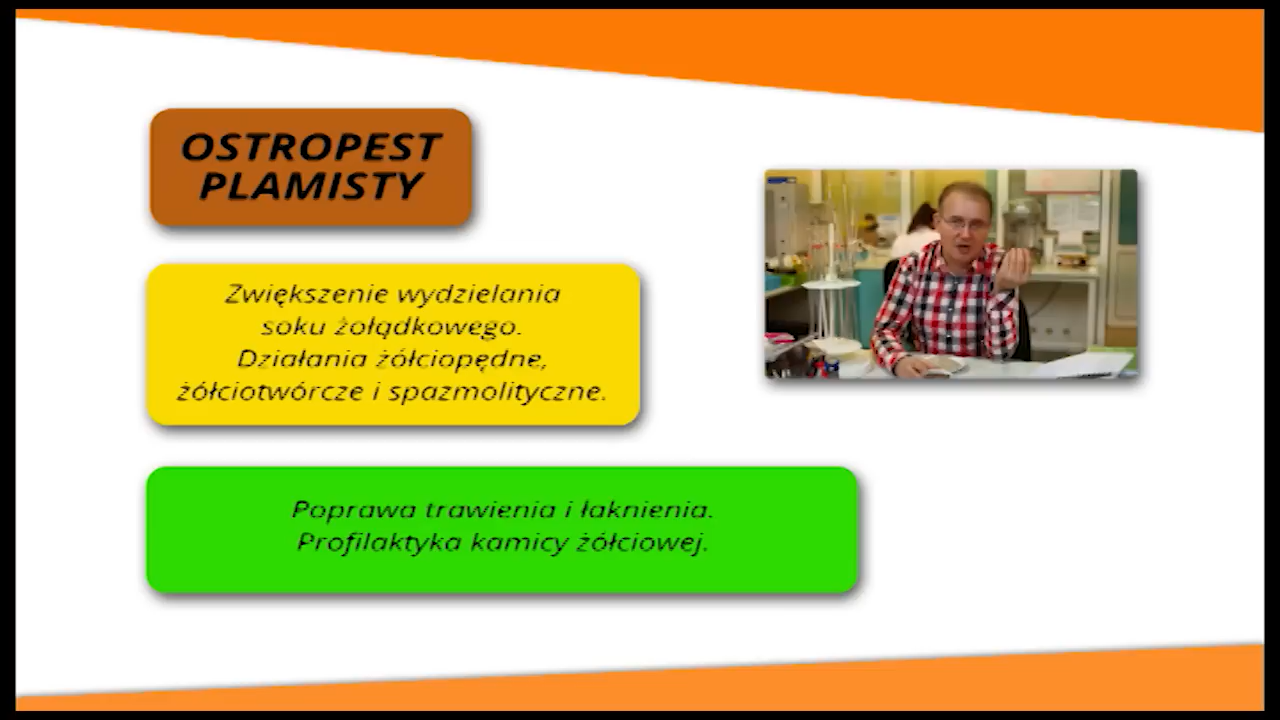 OSTROPEST
PLAMISTY
Zwiększenie wydzielania
soku żołądkowego.
Działania żółciopędne,
żółciotwórcze i spazmolityczne.
Poprawa trawienia i łaknienia.
Profilaktyka kamicy żółciowej.